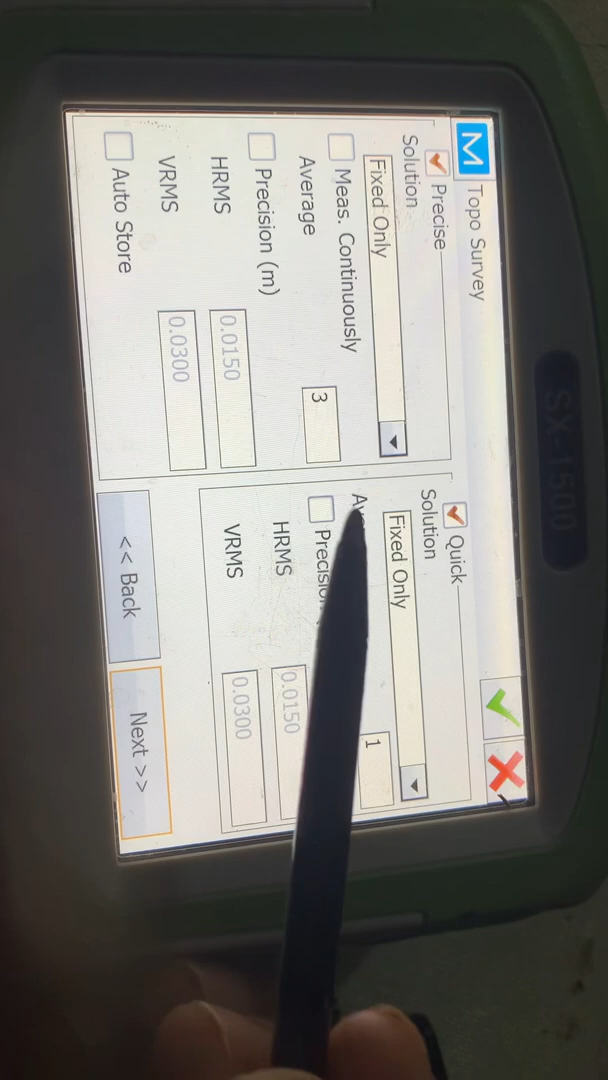 SX-1500
M Topo Survey
Precise
Solution
Fixed Only
Meas. Continuously
Average 3
Precision (m)
HRMS 0.0150
VRMS 0.0300
Auto Store
Quick
Solution
Fixed Only
1
HRMS 0.0150
VRMS 0.0300
<< Back
Next >>